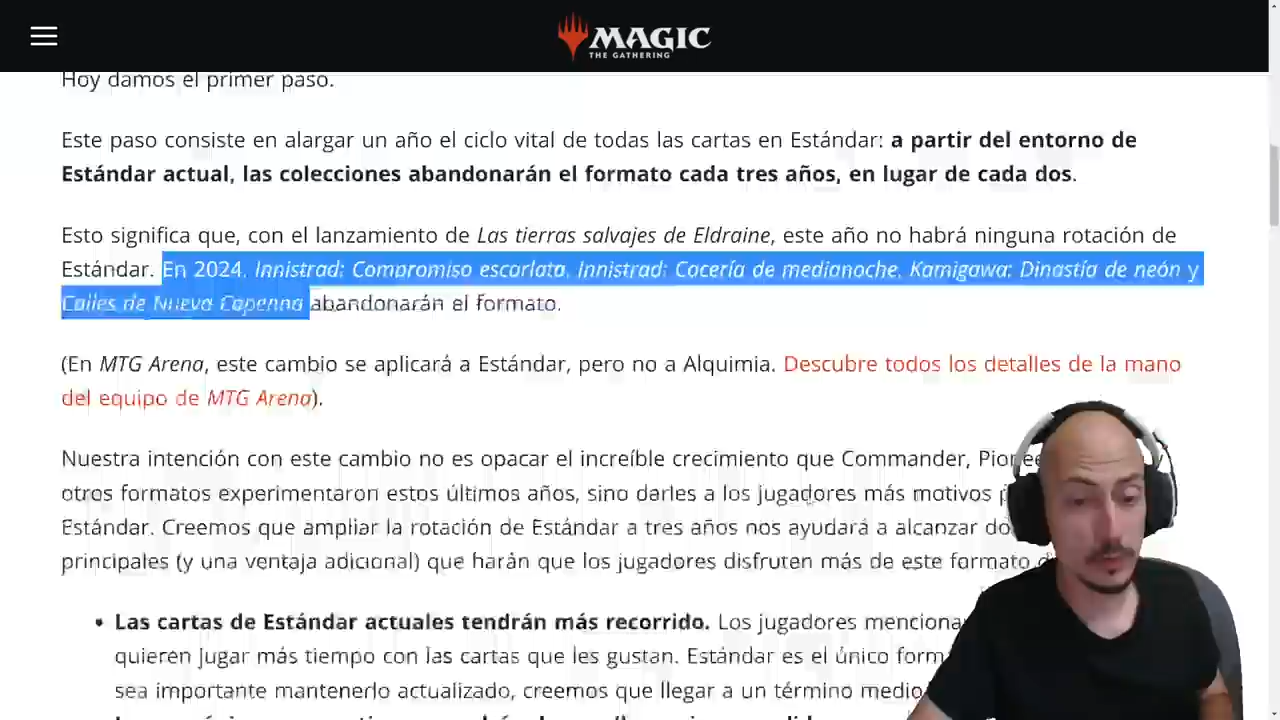 MAGIC
THE GATHERING
Hoy damos el primer paso.
Este paso consiste en alargar un año el ciclo vital de todas las cartas en Estándar: a partir del entorno de
Estándar actual, las colecciones abandonarán el formato cada tres años, en lugar de cada dos.
Esto significa que, con el lanzamiento de Las tierras salvajes de Eldraine, este año no habrá ninguna rotación de
Estándar. En 2024, Innistrad: Compromiso escarlata, Innistrad: Cacería de medianoche, Kamigawa: Dinastía de neón y
Calles de Nueva Capenna abandonarán el formato.
(En MTG Arena, este cambio se aplicará a Estándar, pero no a Alquimia. Descubre todos los detalles de la mano
del equipo de MTG Arena).
Nuestra intención con este cambio no es opacar el increíble crecimiento que Commander,
otros formatos experimentaron estos últimos años, sino darles a los jugadores más motivos
Estándar. Creemos que ampliar la rotación de Estándar a tres años nos ayudará a alcanzar
principales (y una ventaja adicional) que harán que los jugadores disfruten más de este formato
• Las cartas de Estándar actuales tendrán más recorrido. Los jugadores
quieren jugar más tiempo con las cartas que les gustan. Estándar es el único
sea importante mantenerlo actualizado, creemos que llegar a un término medio